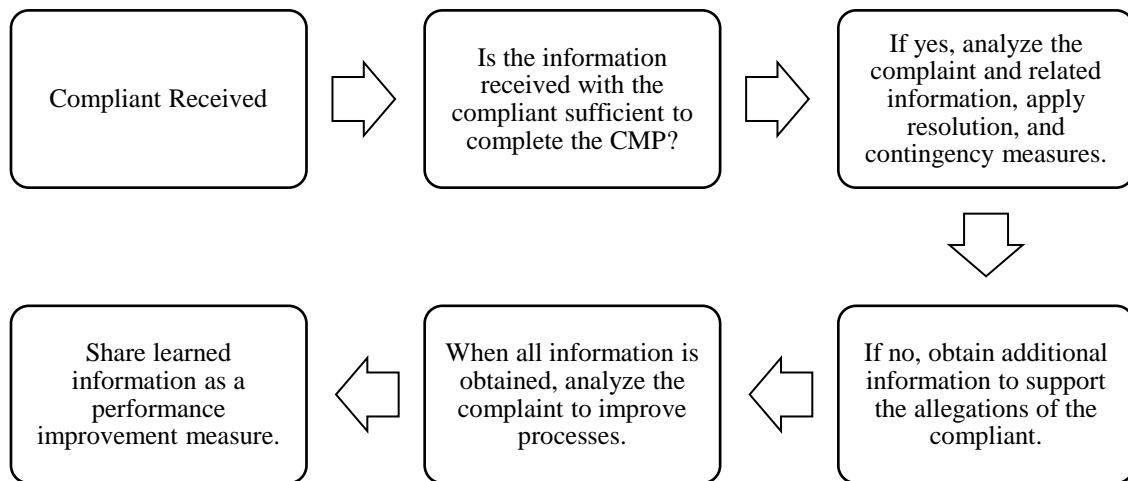 Compliant Received
Is the information
received with the
compliant sufficient to
complete the CMP?
If yes, analyze the
complaint and related
information, apply
resolution, and
contingency measures.
If no, obtain additional
information to support
the allegations of the
compliant.
When all information is
obtained, analyze the
complaint to improve
processes.
Share learned
information as a
performance
improvement measure.